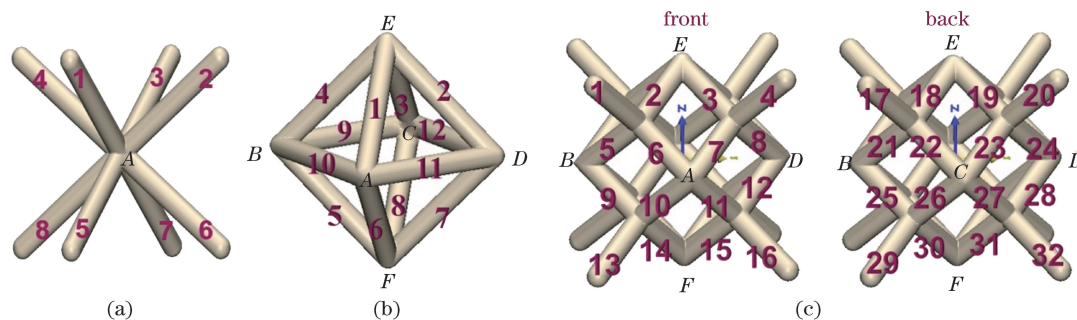 front back
4 1 3 2 A 8 5 7 6
E 4 1 3 2 9 C 12 B 10 A 11 D 5 6 8 7 F
E 1 2 3 4 N B 5 6 7 8 D A 9 10 11 12 13 14 15 16 F
E 17 18 19 20 N B 21 22 23 24 C 25 26 27 28 29 30 31 32 F
(a) (b) (c)